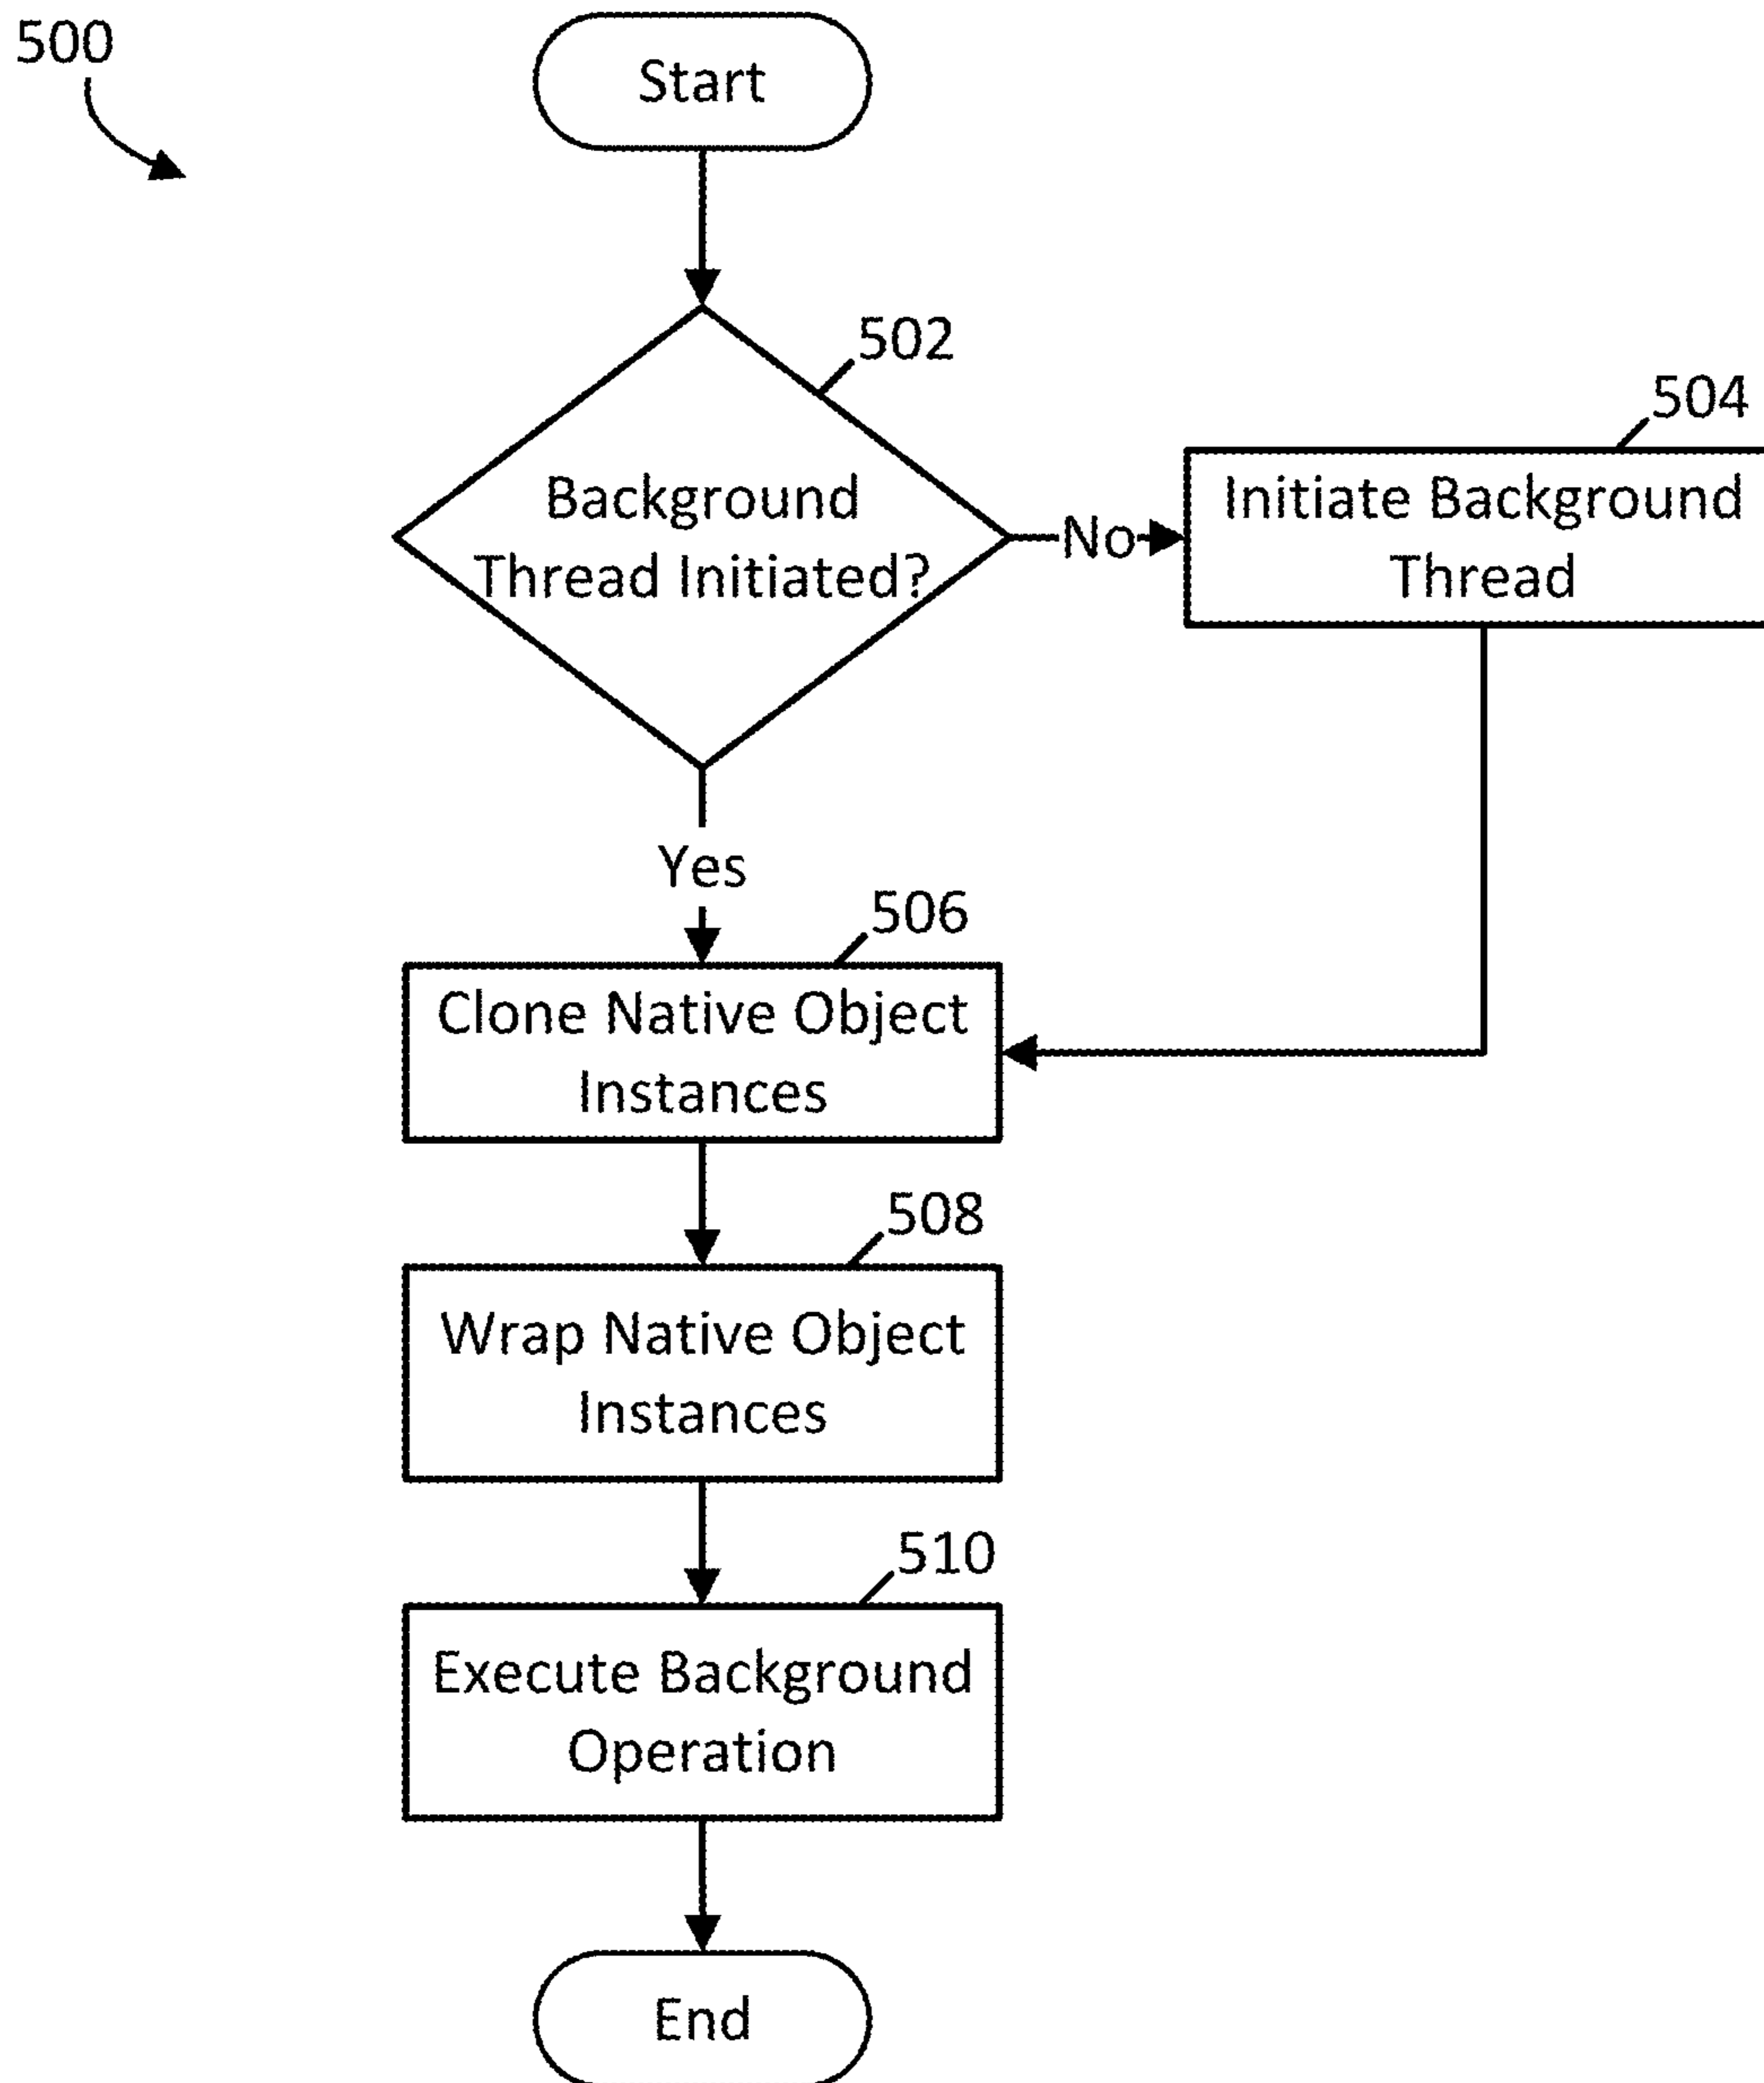 500
Start
502
Background
Thread Initiated?
No
504
Initiate Background
Thread
Yes
506
Clone Native Object
Instances
508
Wrap Native Object
Instances
510
Execute Background
Operation
End